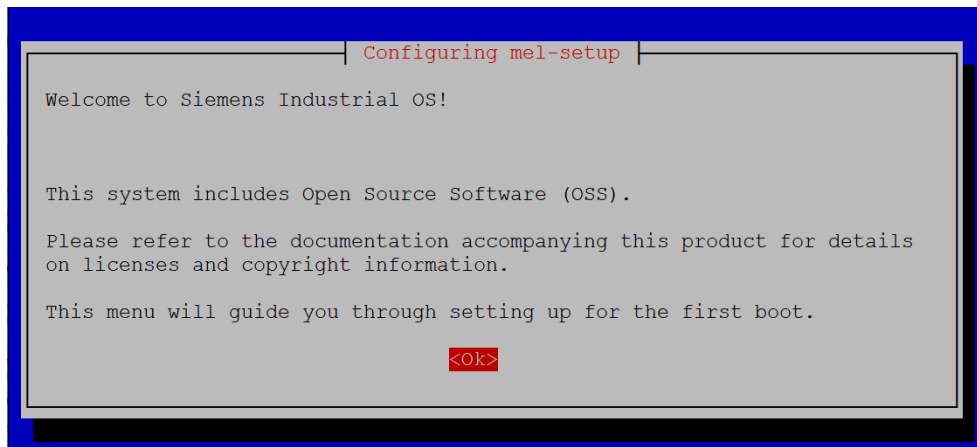 Configuring mel-setup
Welcome to Siemens Industrial OS!
This system includes Open Source Software (OSS).
Please refer to the documentation accompanying this product for details
on licenses and copyright information.
This menu will guide you through setting up for the first boot.
<Ok>